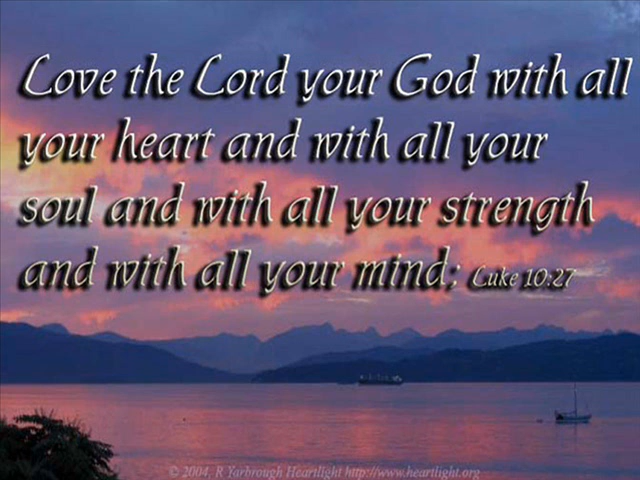 Love the Lord your God with all
your heart and with all your
soul and with all your strength
and with all your mind; Luke 10:27
© 2004, R Yarbrough Heartlight http://www.heartlight.org